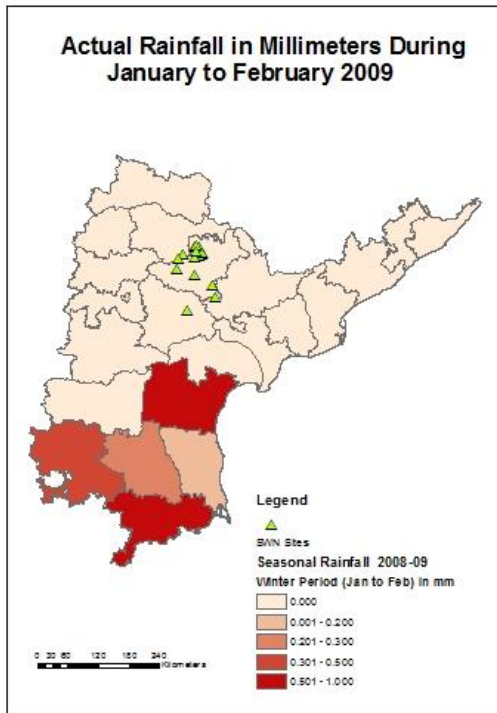 Actual Rainfall in Millimeters During
January to February 2009
Legend
SWN Sites
Seasonal Rainfall 2008-09
Winter Period (Jan to Feb) in mm
0.000
0.001 - 0.200
0.201 - 0.300
0.301 - 0.500
0.501 - 1.000
0 30 60 120 180 240
Kilometers